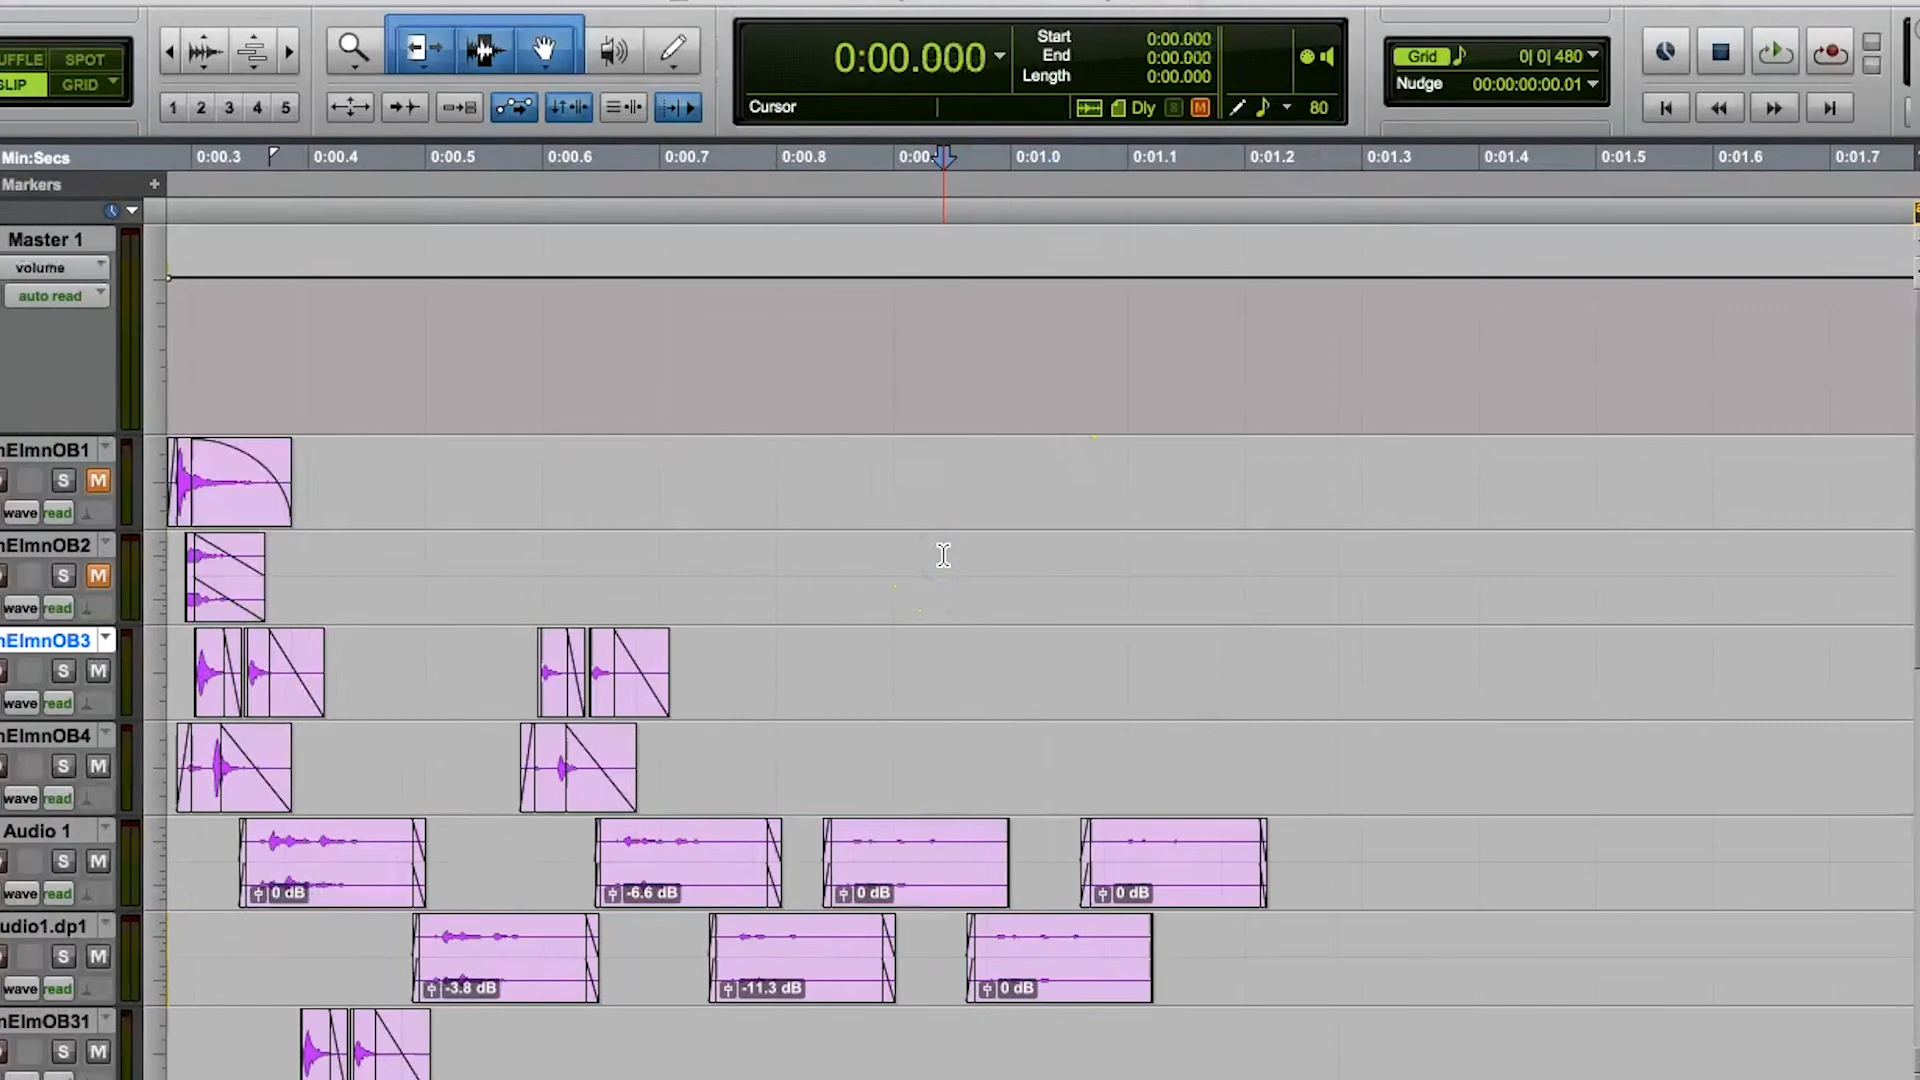 UFFLE SPOT
SLIP GRID
1 2 3 4 5
0:00.000
Start 0:00.000
End 0:00.000
Length 0:00.000
Cursor Dly S M 80
Grid 0| 0| 480
Nudge 00:00:00:00.01
Min:Secs 0:00.3 0:00.4 0:00.5 0:00.6 0:00.7 0:00.8 0:00. 0:01.0 0:01.1 0:01.2 0:01.3 0:01.4 0:01.5 0:01.6 0:01.7
Markers +
Master 1
volume
auto read
nElmnOB1
S M
wave read
nElmnOB2
S M
wave read
nElmnOB3
S M
wave read
nElmnOB4
S M
wave read
Audio 1
S M
wave read
0 dB -6.6 dB 0 dB 0 dB
udio1.dp1
S M
wave read
-3.8 dB -11.3 dB 0 dB
nElmOB31
S M